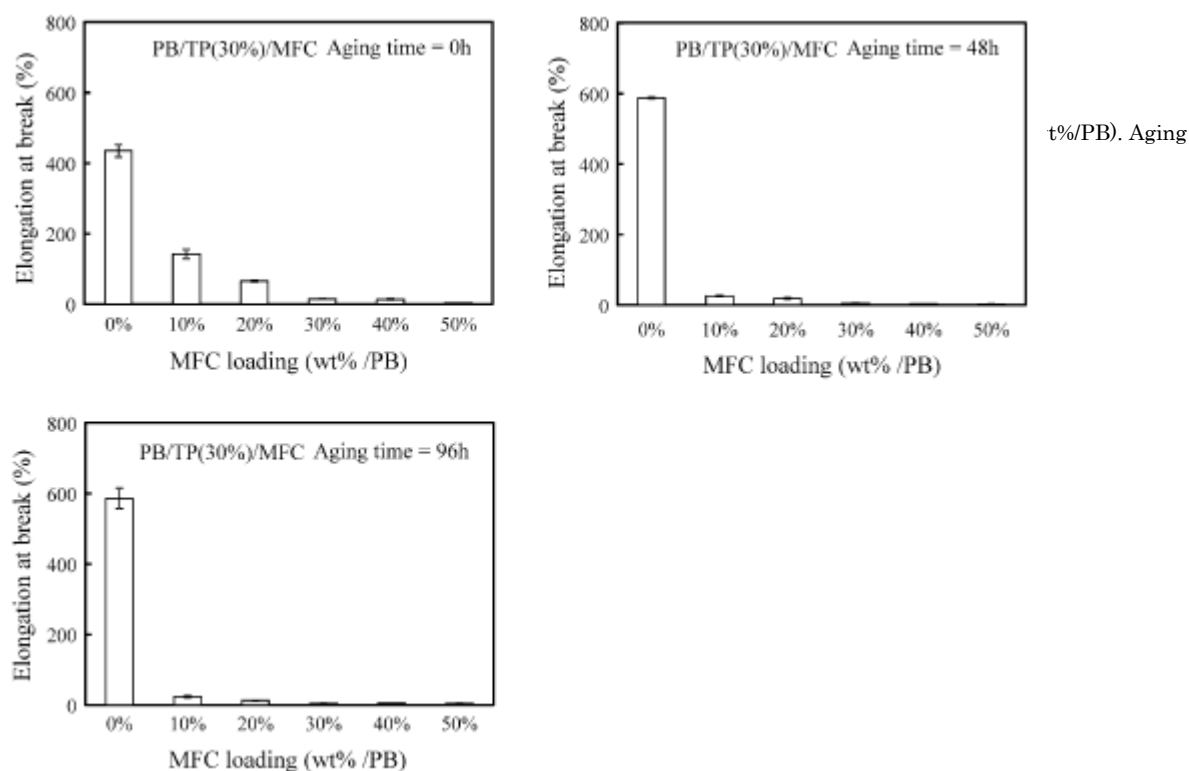 800
600
400
200
0
Elongation at break (%)
PB/TP(30%)/MFC Aging time = 0h
0% 10% 20% 30% 40% 50%
MFC loading (wt% /PB)
800
600
400
200
0
Elongation at break (%)
PB/TP(30%)/MFC Aging time = 48h
0% 10% 20% 30% 40% 50%
MFC loading (wt% /PB)
t%/PB). Aging
800
600
400
200
0
Elongation at break (%)
PB/TP(30%)/MFC Aging time = 96h
0% 10% 20% 30% 40% 50%
MFC loading (wt% /PB)